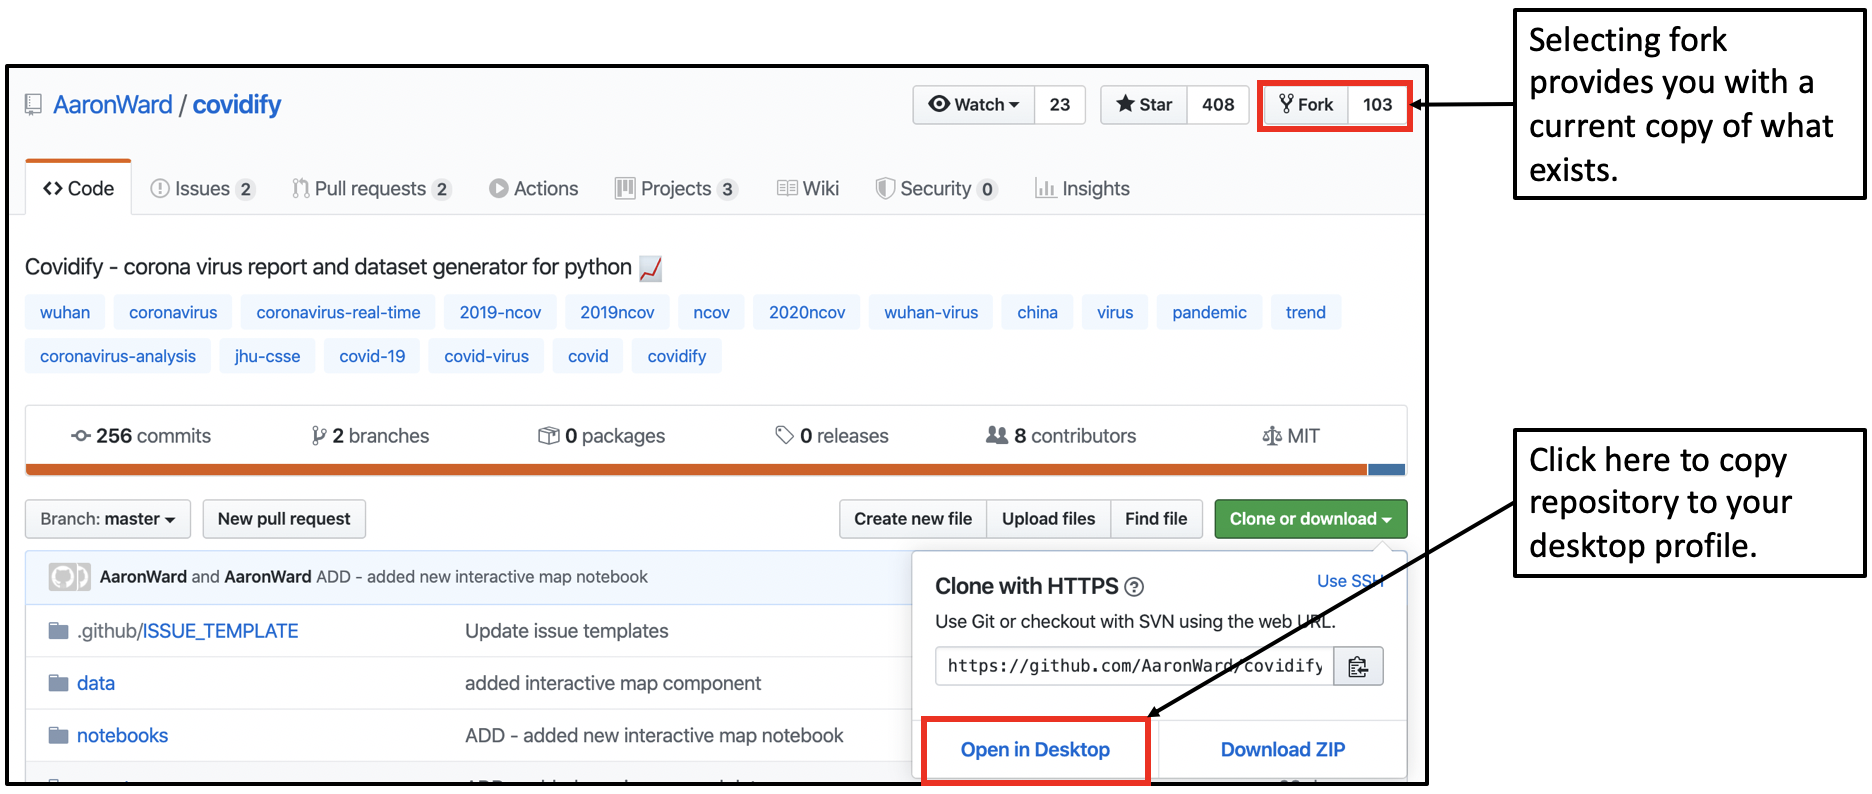 Selecting fork
provides you with a
current copy of what
exists.
AaronWard / covidify
Watch 23 Star 408 Fork 103
Code Issues 2 Pull requests 2 Actions Projects 3 Wiki Security 0 Insights
Covidify - corona virus report and dataset generator for python
wuhan coronavirus coronavirus-real-time 2019-ncov 2019ncov ncov 2020ncov wuhan-virus china virus pandemic trend
coronavirus-analysis jhu-csse covid-19 covid-virus covid covidify
256 commits 2 branches 0 packages 0 releases 8 contributors MIT
Click here to copy
repository to your
desktop profile.
Branch: master New pull request Create new file Upload files Find file Clone or download
AaronWard and AaronWard ADD - added new interactive map notebook
Clone with HTTPS Use SSH
Use Git or checkout with SVN using the web URL.
.github/ISSUE_TEMPLATE Update issue templates
https://github.com/AaronWard/covidify
data added interactive map component
notebooks ADD - added new interactive map notebook
Open in Desktop Download ZIP